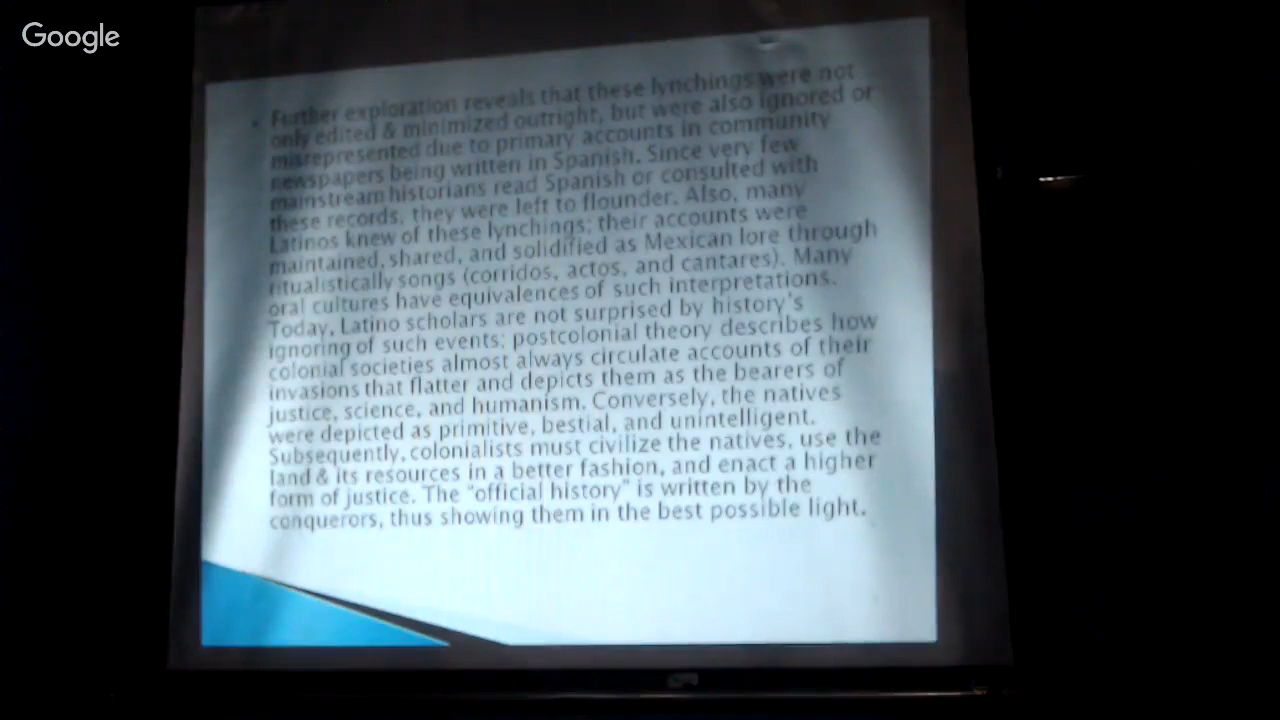 Google
Further exploration reveals that these lynchings were not
only edited & minimized outright, but were also ignored or
misrepresented due to primary accounts in community
newspapers being written in Spanish. Since very few
mainstream historians read Spanish or consulted with
these records, they were left to flounder. Also, many
Latinos knew of these lynchings; their accounts were
maintained, shared, and solidified as Mexican lore through
ritualistically songs (corridos, actos, and cantares). Many
oral cultures have equivalences of such interpretations.
Today, Latino scholars are not surprised by history's
ignoring of such events: postcolonial theory describes how
colonial societies almost always circulate accounts of their
invasions that flatter and depicts them as the bearers of
justice, science, and humanism. Conversely, the natives
were depicted as primitive, bestial, and unintelligent.
Subsequently, colonialists must civilize the natives, use the
land & its resources in a better fashion, and enact a higher
form of justice. The "official history" is written by the
conquerors, thus showing them in the best possible light.